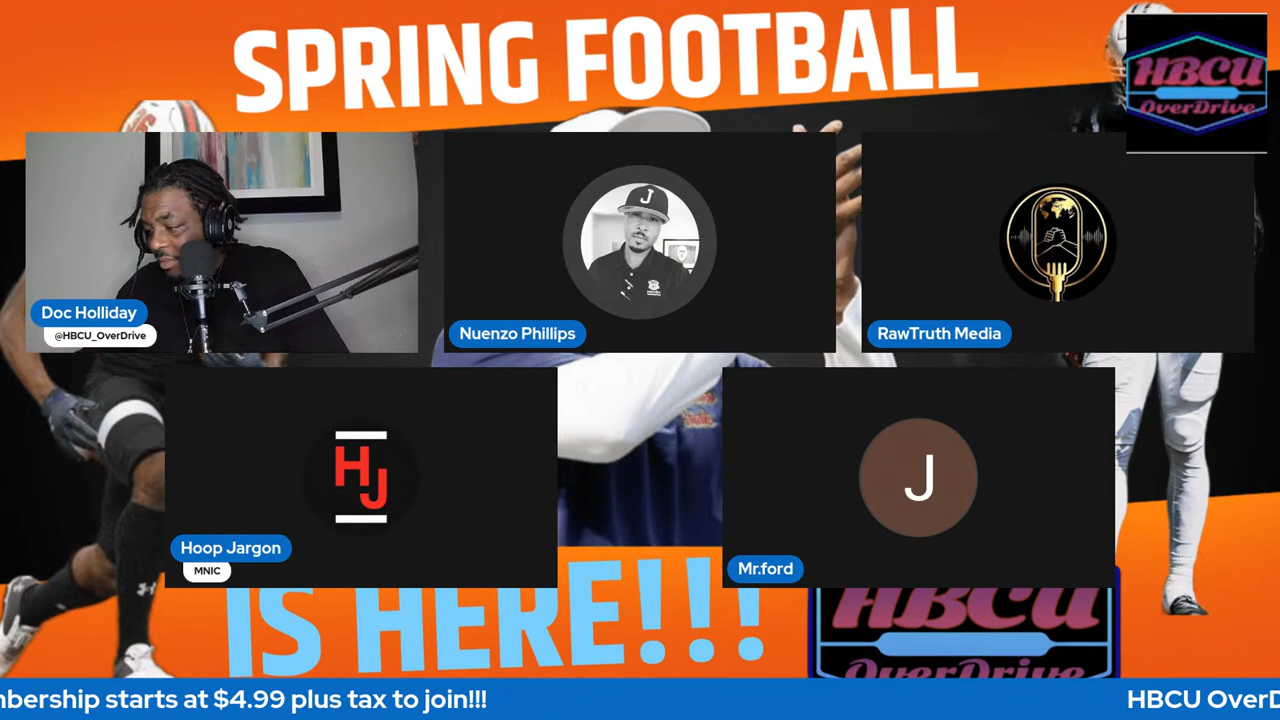 SPRING FOOTBALL
HBCU
OverDrive
J
Doc Holliday
@HBCU_OverDrive
Nuenzo Phillips
RawTruth Media
HJ
J
Hoop Jargon
MNIC
Mr.ford
IS HERE!!!
HBCU
OverDrive
mbership starts at $4.99 plus tax to join!!!
HBCU OverD